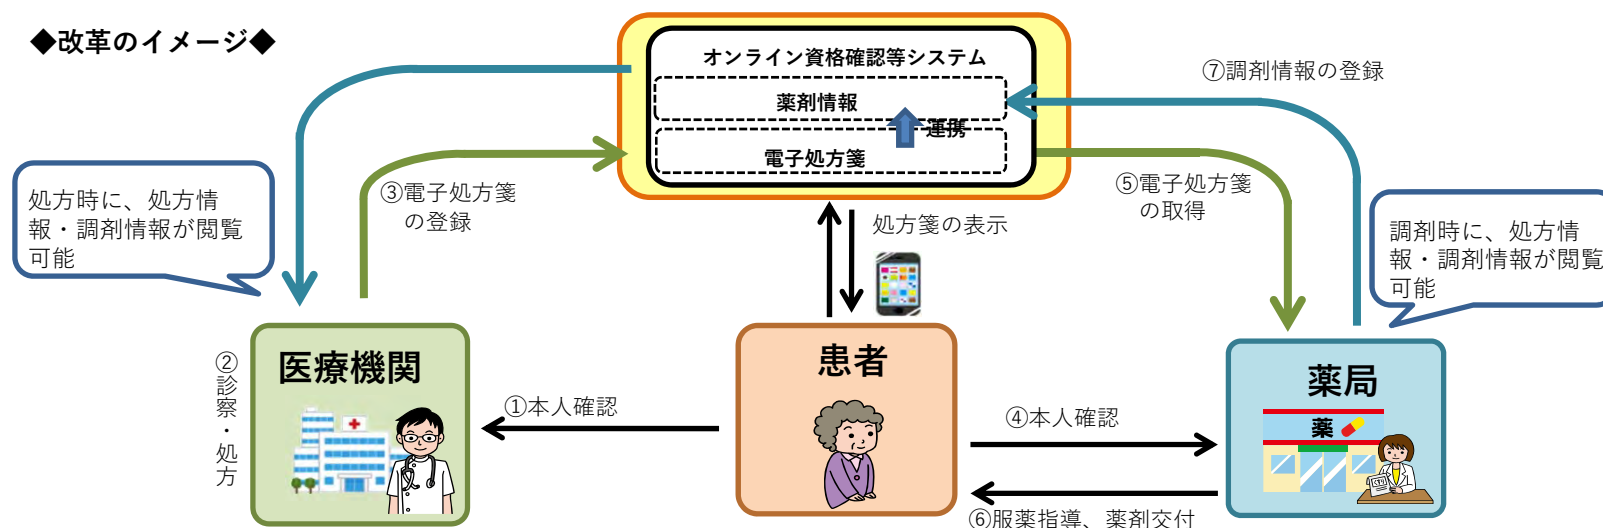 ◆改革のイメージ◆
オンライン資格確認等システム
薬剤情報
連携
電子処方箋
⑦調剤情報の登録
③電子処方箋
の登録
⑤電子処方箋
の取得
処方箋の表示
処方時に、処方情
報・調剤情報が閲覧
可能
調剤時に、処方情
報・調剤情報が閲覧
可能
②診察・処方
医療機関
①本人確認
患者
④本人確認
⑥服薬指導、薬剤交付
薬局
薬